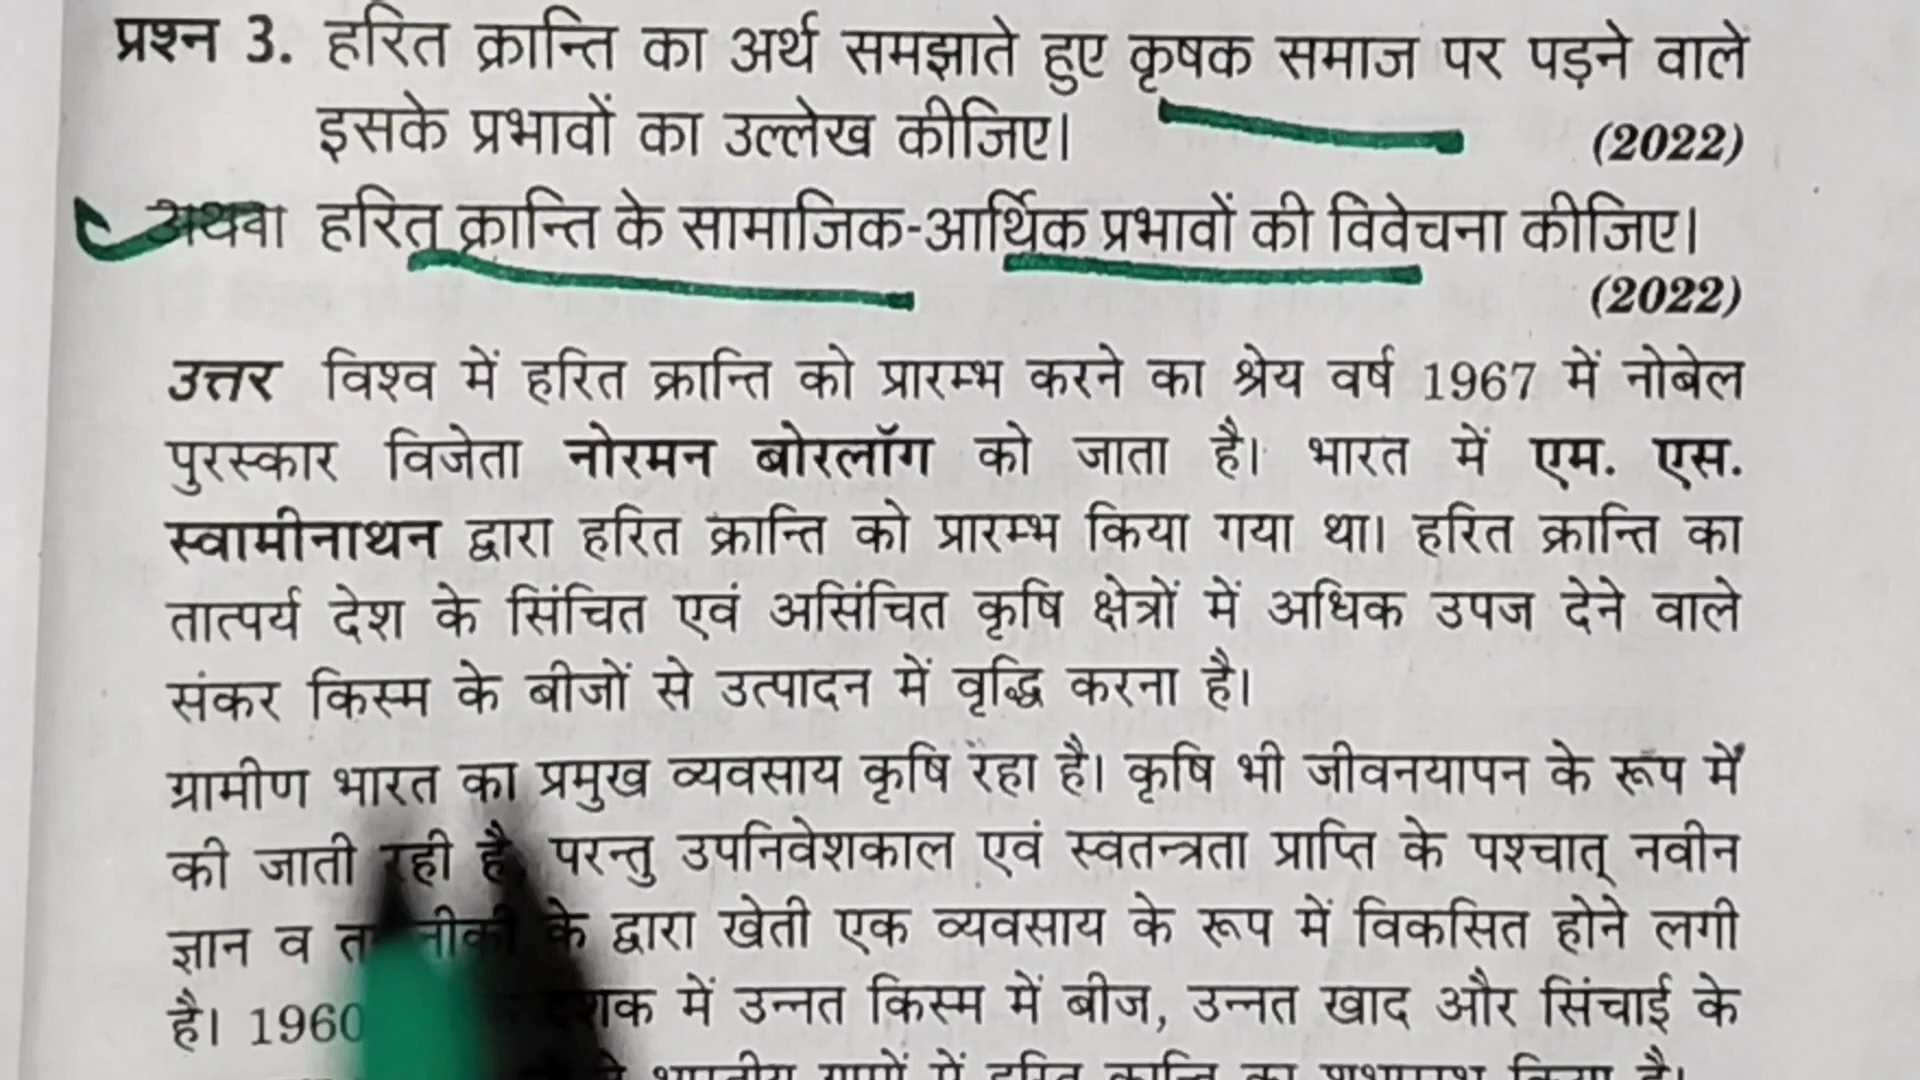 प्रश्न 3. हरित क्रान्ति का अर्थ समझाते हुए कृषक समाज पर पड़ने वाले
इसके प्रभावों का उल्लेख कीजिए। (2022)
अथवा हरित क्रान्ति के सामाजिक-आर्थिक प्रभावों की विवेचना कीजिए।
(2022)
उत्तर विश्व में हरित क्रान्ति को प्रारम्भ करने का श्रेय वर्ष 1967 में नोबेल
पुरस्कार विजेता नोरमन बोरलॉग को जाता है। भारत में एम. एस.
स्वामीनाथन द्वारा हरित क्रान्ति को प्रारम्भ किया गया था। हरित क्रान्ति का
तात्पर्य देश के सिंचित एवं असिंचित कृषि क्षेत्रों में अधिक उपज देने वाले
संकर किस्म के बीजों से उत्पादन में वृद्धि करना है।
ग्रामीण भारत का प्रमुख व्यवसाय कृषि रहा है। कृषि भी जीवनयापन के रूप में
की जाती रही है, परन्तु उपनिवेशकाल एवं स्वतन्त्रता प्राप्ति के पश्चात् नवीन
ज्ञान व के द्वारा खेती एक व्यवसाय के रूप में विकसित होने लगी
है। 1960 में उन्नत किस्म में बीज, उन्नत खाद और सिंचाई के